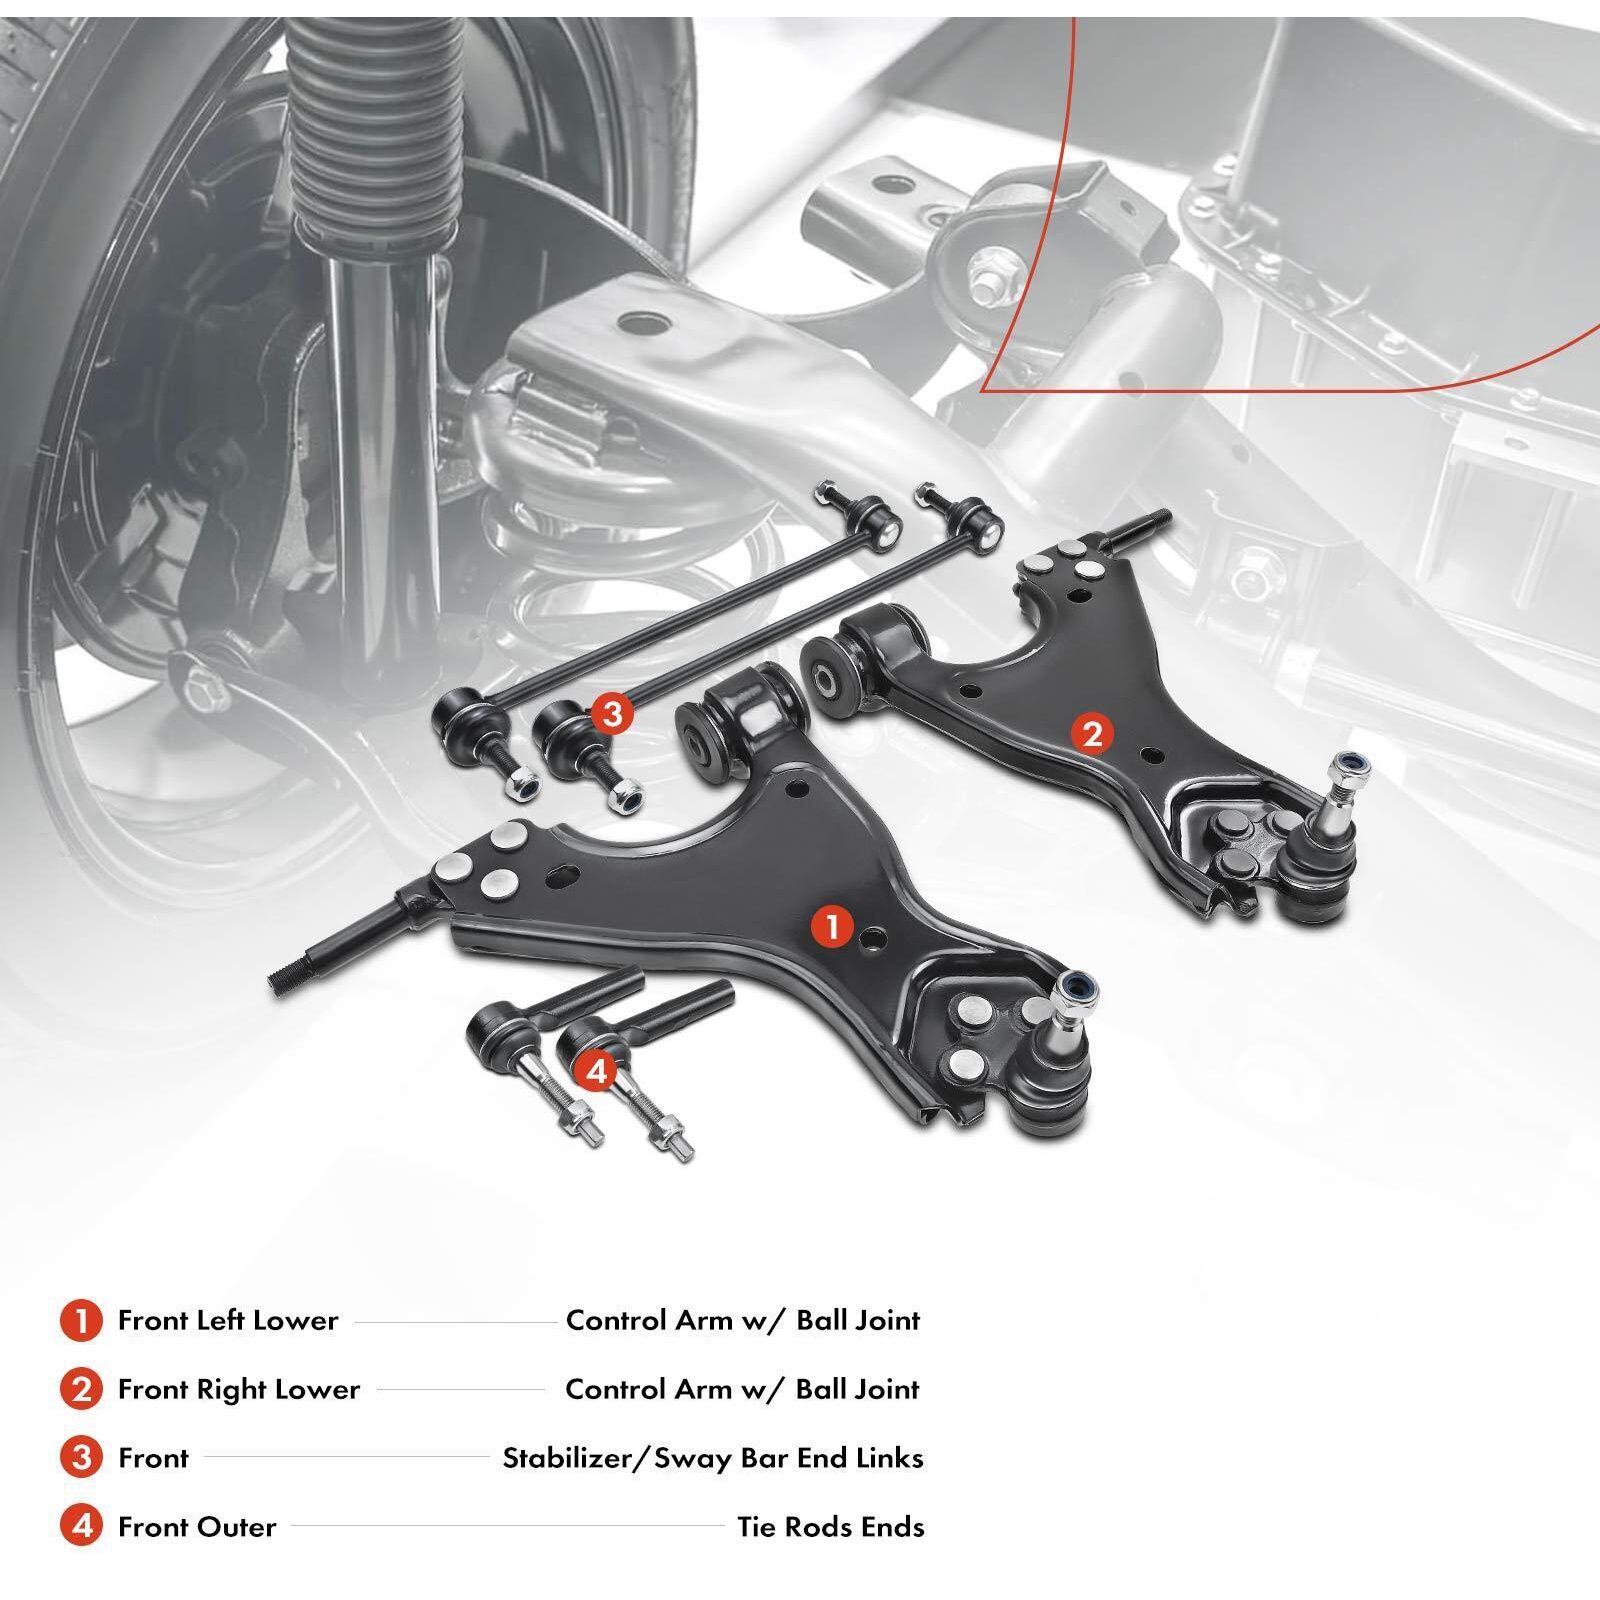 3
2
1
4
1 Front Left Lower Control Arm w/ Ball Joint
2 Front Right Lower Control Arm w/ Ball Joint
3 Front Stabilizer/Sway Bar End Links
4 Front Outer Tie Rods Ends